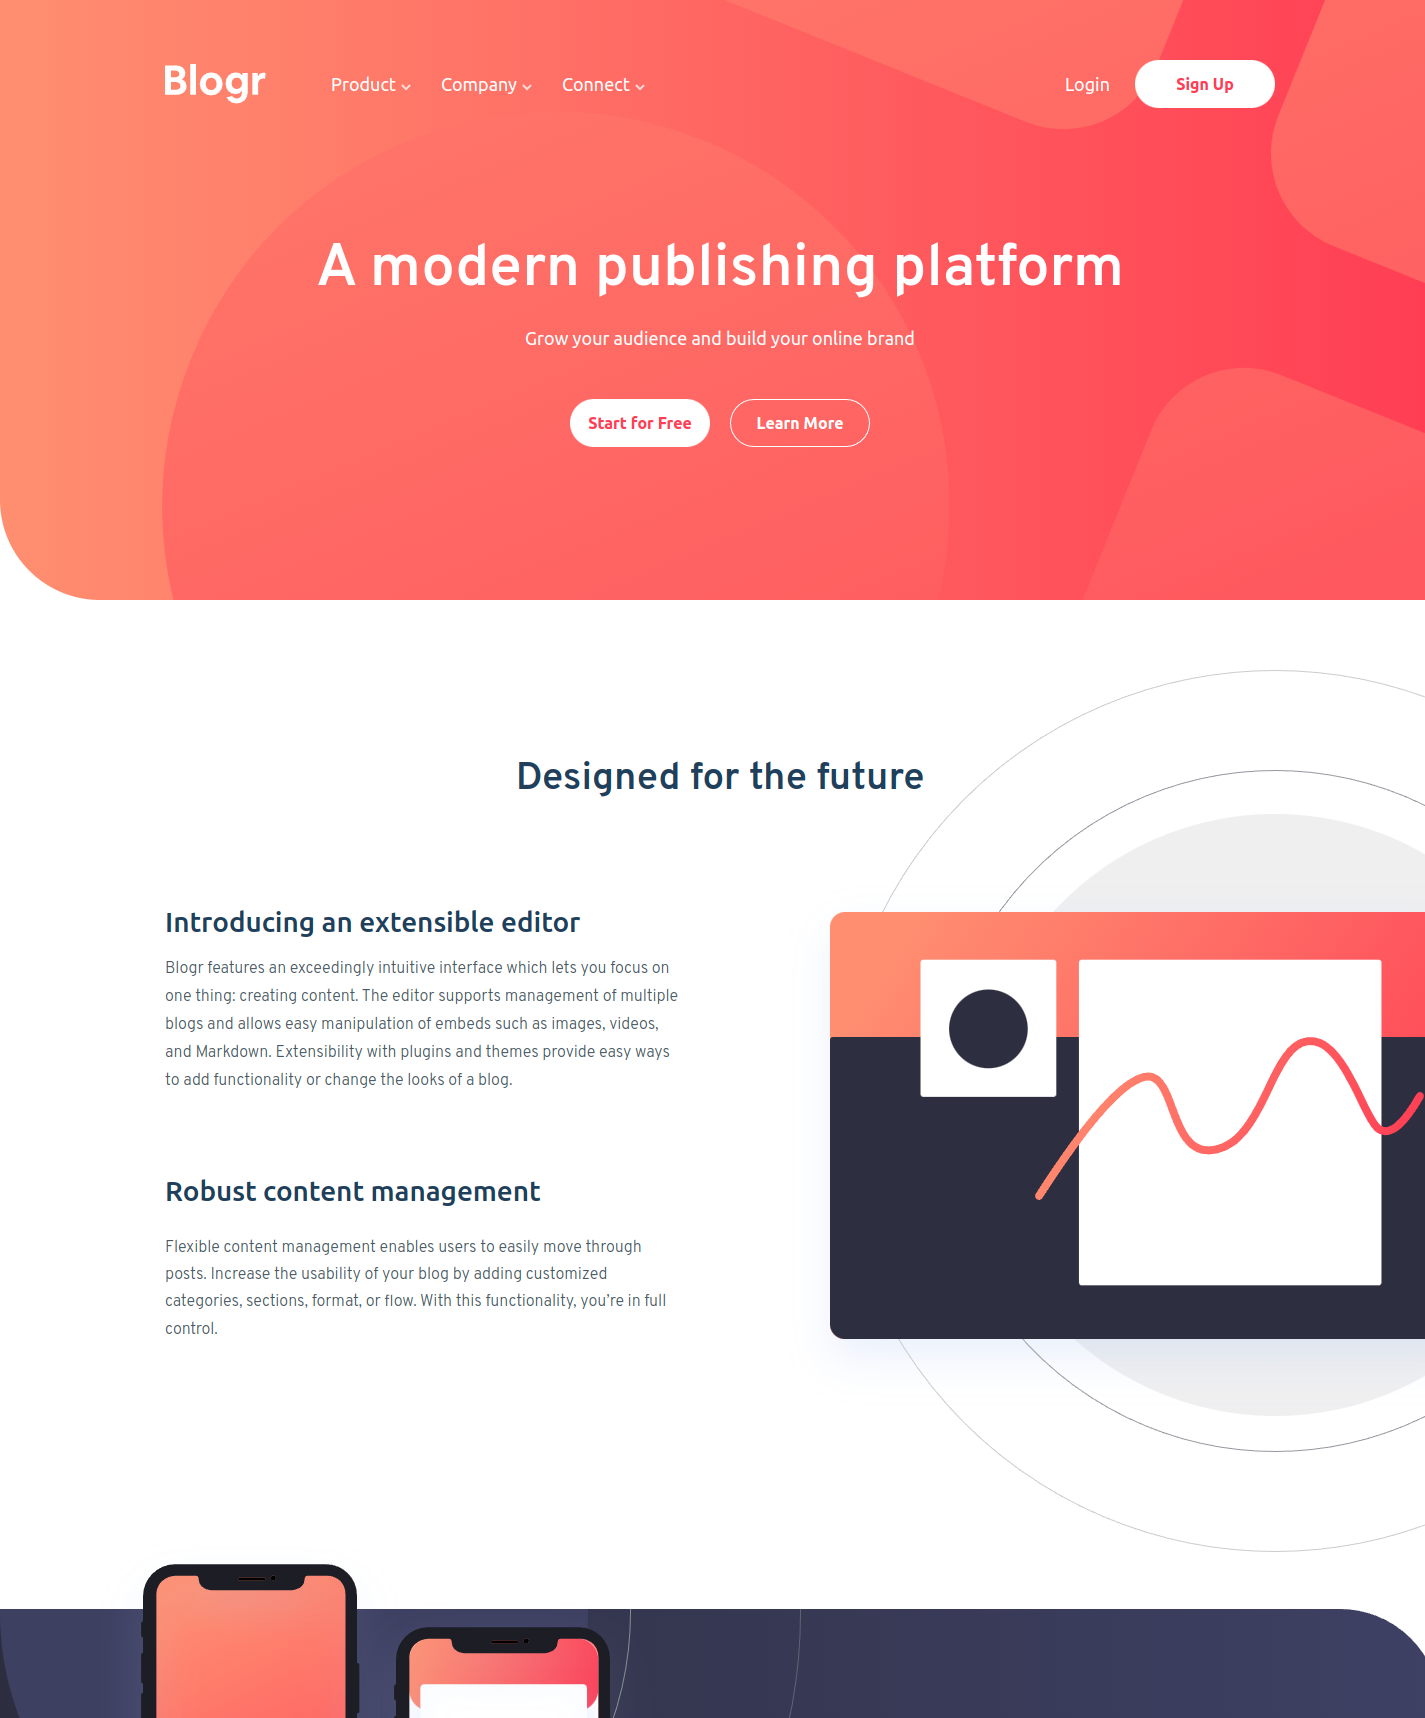 Blogr
Product
Company
Connect
Login
Sign Up
A modern publishing platform
Grow your audience and build your online brand
Start for Free
Learn More
Designed for the future
Introducing an extensible editor
Blogr features an exceedingly intuitive interface which lets you focus on
one thing: creating content. The editor supports management of multiple
blogs and allows easy manipulation of embeds such as images, videos,
and Markdown. Extensibility with plugins and themes provide easy ways
to add functionality or change the looks of a blog.
Robust content management
Flexible content management enables users to easily move through
posts. Increase the usability of your blog by adding customized
categories, sections, format, or flow. With this functionality, you’re in full
control.